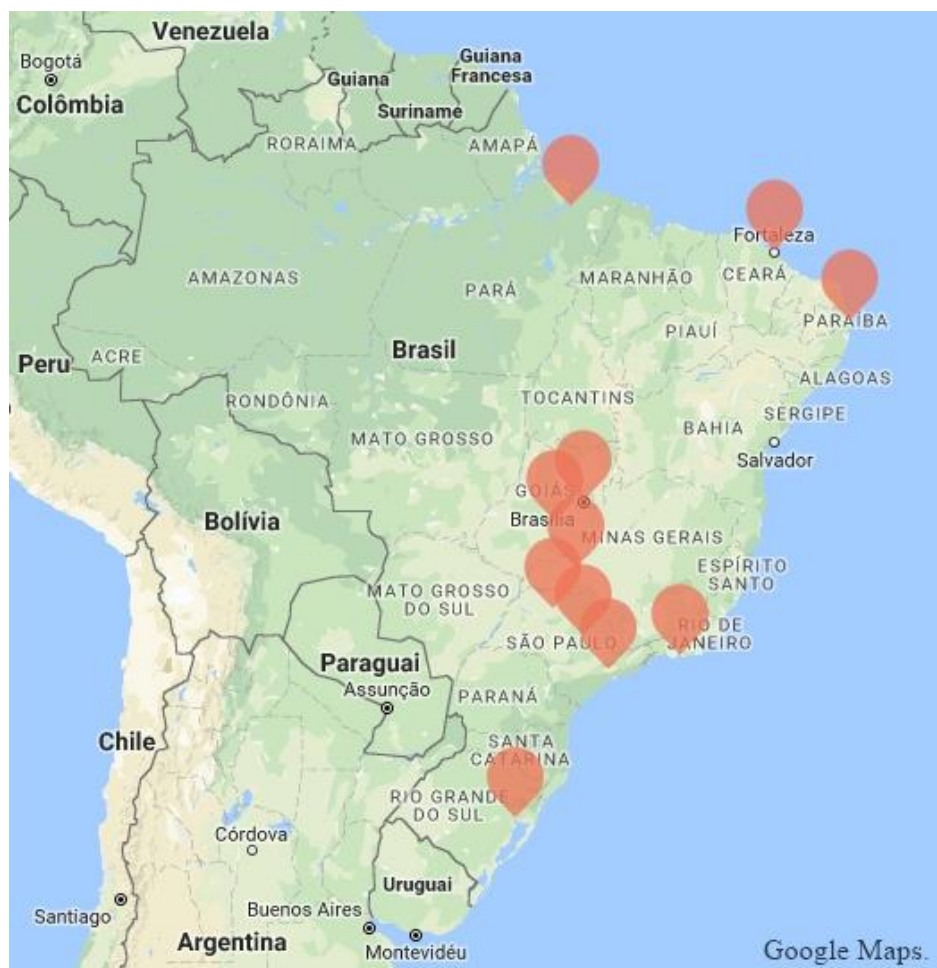 Venezuela
Bogotá
Colômbia
Guiana
Guiana
Francesa
Suriname
RORAIMA
AMAPÁ
Fortaleza
AMAZONAS
PARÁ
MARANHÃO
CEARÁ
PIAUÍ
PARAÍBA
Peru
ACRE
Brasil
ALAGOAS
RONDÔNIA
TOCANTINS
SERGIPE
MATO GROSSO
BAHIA
Salvador
GOIÁS
Bolívia
Brasília
MINAS GERAIS
ESPÍRITO
SANTO
MATO GROSSO
DO SUL
RIO DE
JANEIRO
SÃO PAULO
Paraguai
Assunção
PARANÁ
Chile
SANTA
CATARINA
RIO GRANDE
DO SUL
Córdova
Uruguai
Santiago
Buenos Aires
Argentina
Montevidéu
Google Maps.